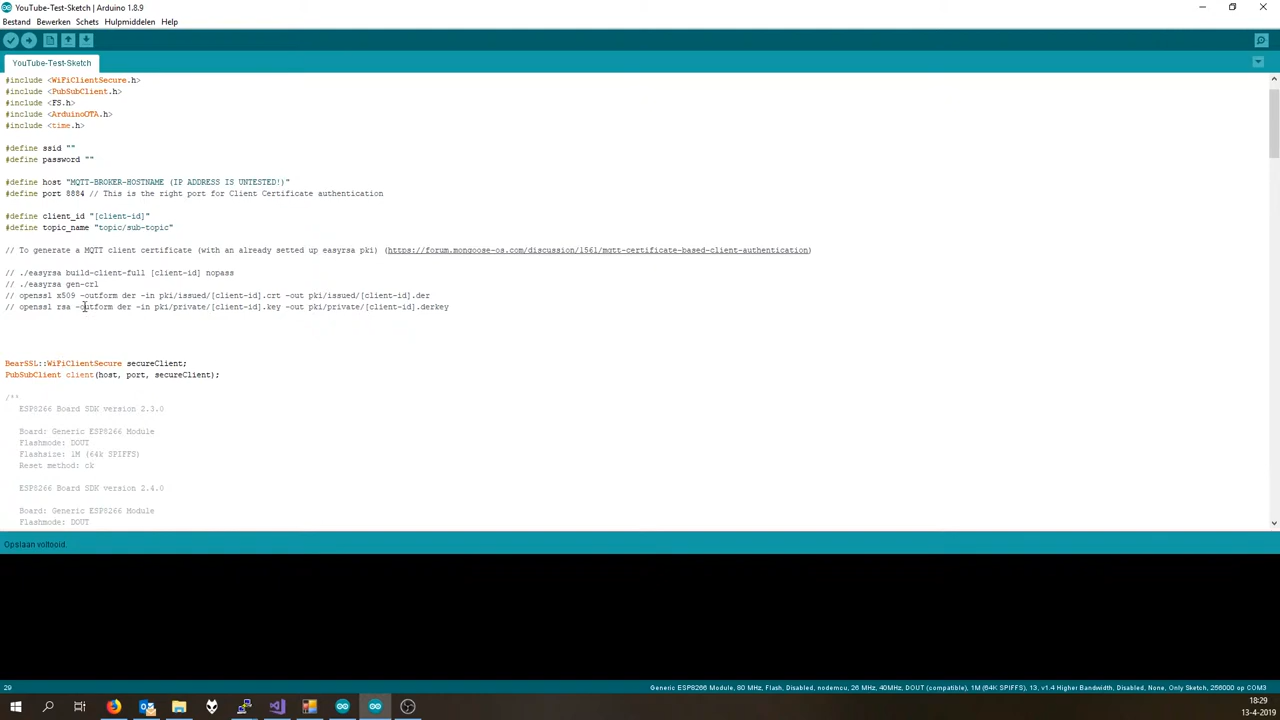 YouTube-Test-Sketch | Arduino 1.8.9
Bestand Bewerken Schets Hulpmiddelen Help
YouTube-Test-Sketch
#include <WiFiClientSecure.h>
#include <PubSubClient.h>
#include <FS.h>
#include <ArduinoOTA.h>
#include <time.h>
#define ssid ""
#define password ""
#define host "MQTT-BROKER-HOSTNAME (IP ADDRESS IS UNTESTED!)"
#define port 8884 // This is the right port for Client Certificate authentication
#define client_id "[client-id]"
#define topic_name "topic/sub-topic"
// To generate a MQTT client certificate (with an already setted up easyrsa pki) (https://forum.mongoose-os.com/discussion/1561/mqtt-certificate-based-client-authentication)
// ./easyrsa build-client-full [client-id] nopass
// ./easyrsa gen-crl
// openssl x509 -outform der -in pki/issued/[client-id].crt -out pki/issued/[client-id].der
// openssl rsa -outform der -in pki/private/[client-id].key -out pki/private/[client-id].derkey
BearSSL::WiFiClientSecure secureClient;
PubSubClient client(host, port, secureClient);
/**
ESP8266 Board SDK version 2.3.0
Board: Generic ESP8266 Module
Flashmode: DOUT
Flashsize: 1M (64k SPIFFS)
Reset method: ck
ESP8266 Board SDK version 2.4.0
Board: Generic ESP8266 Module
Flashmode: DOUT
Opslaan voltooid.
29
Generic ESP8266 Module, 80 MHz, Flash, Disabled, nodemcu, 26 MHz, 40MHz, DOUT (compatible), 1M (64K SPIFFS), 13, v1.4 Higher Bandwidth, Disabled, None, Only Sketch, 256000 op COM3
18:29
13-4-2019